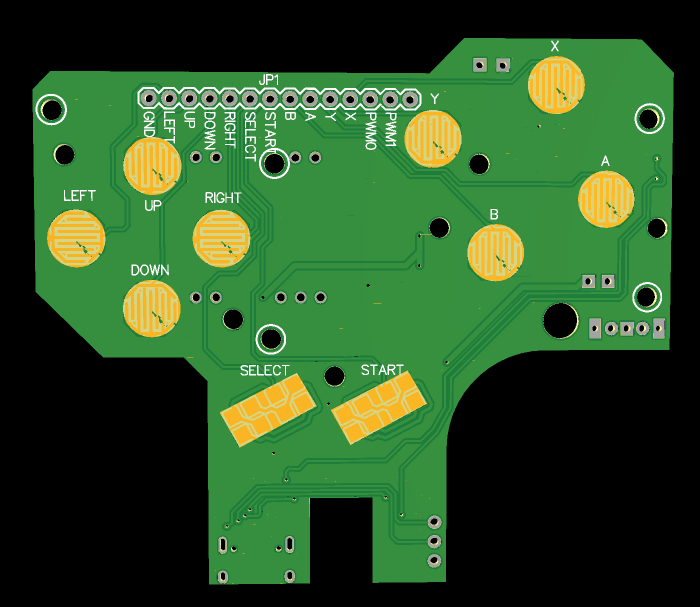 X
JP1
Y
GND
LEFT
UP
DOWN
RIGHT
SELECT
START
B
A
Y
X
PWM0
PWM1
A
LEFT
UP
RIGHT
B
DOWN
SELECT
START